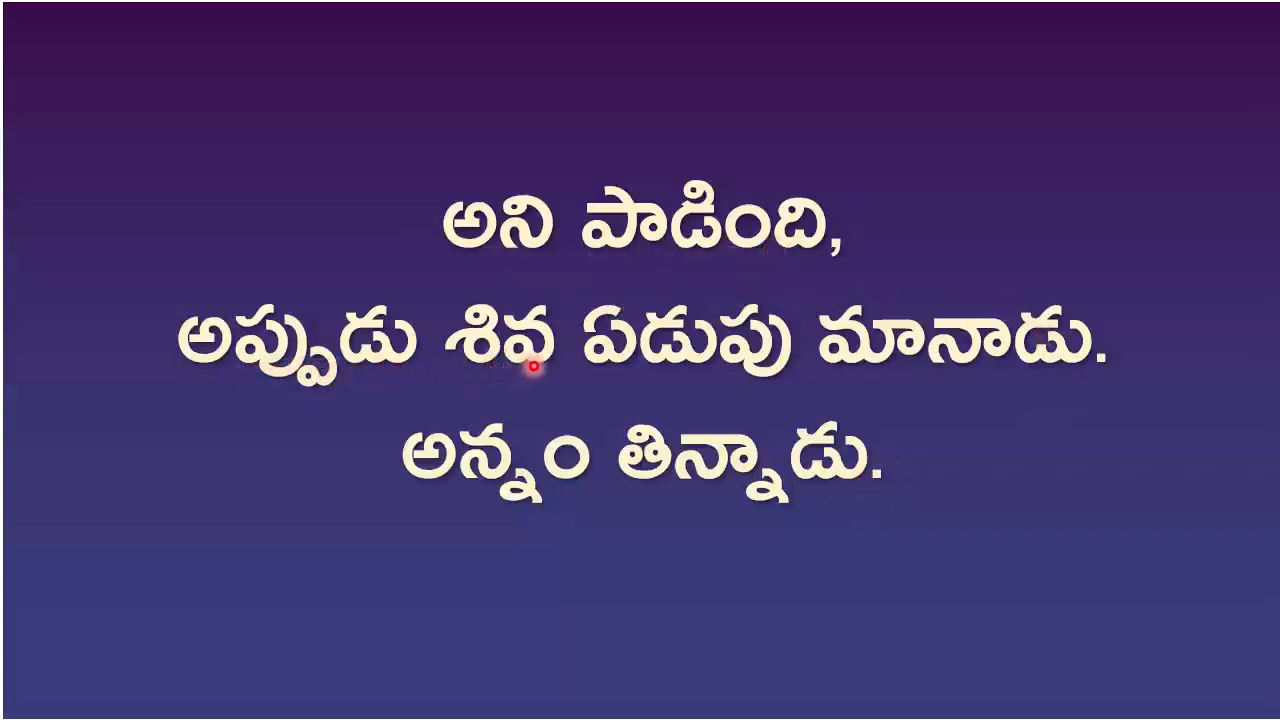 అని పాడింది,
అప్పుడు శివ ఏడుపు మానాడు.
అన్నం తిన్నాడు.